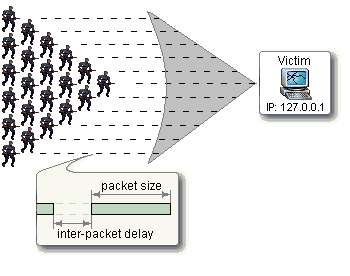 Victim
IP: 127.0.0.1
packet size
inter-packet delay